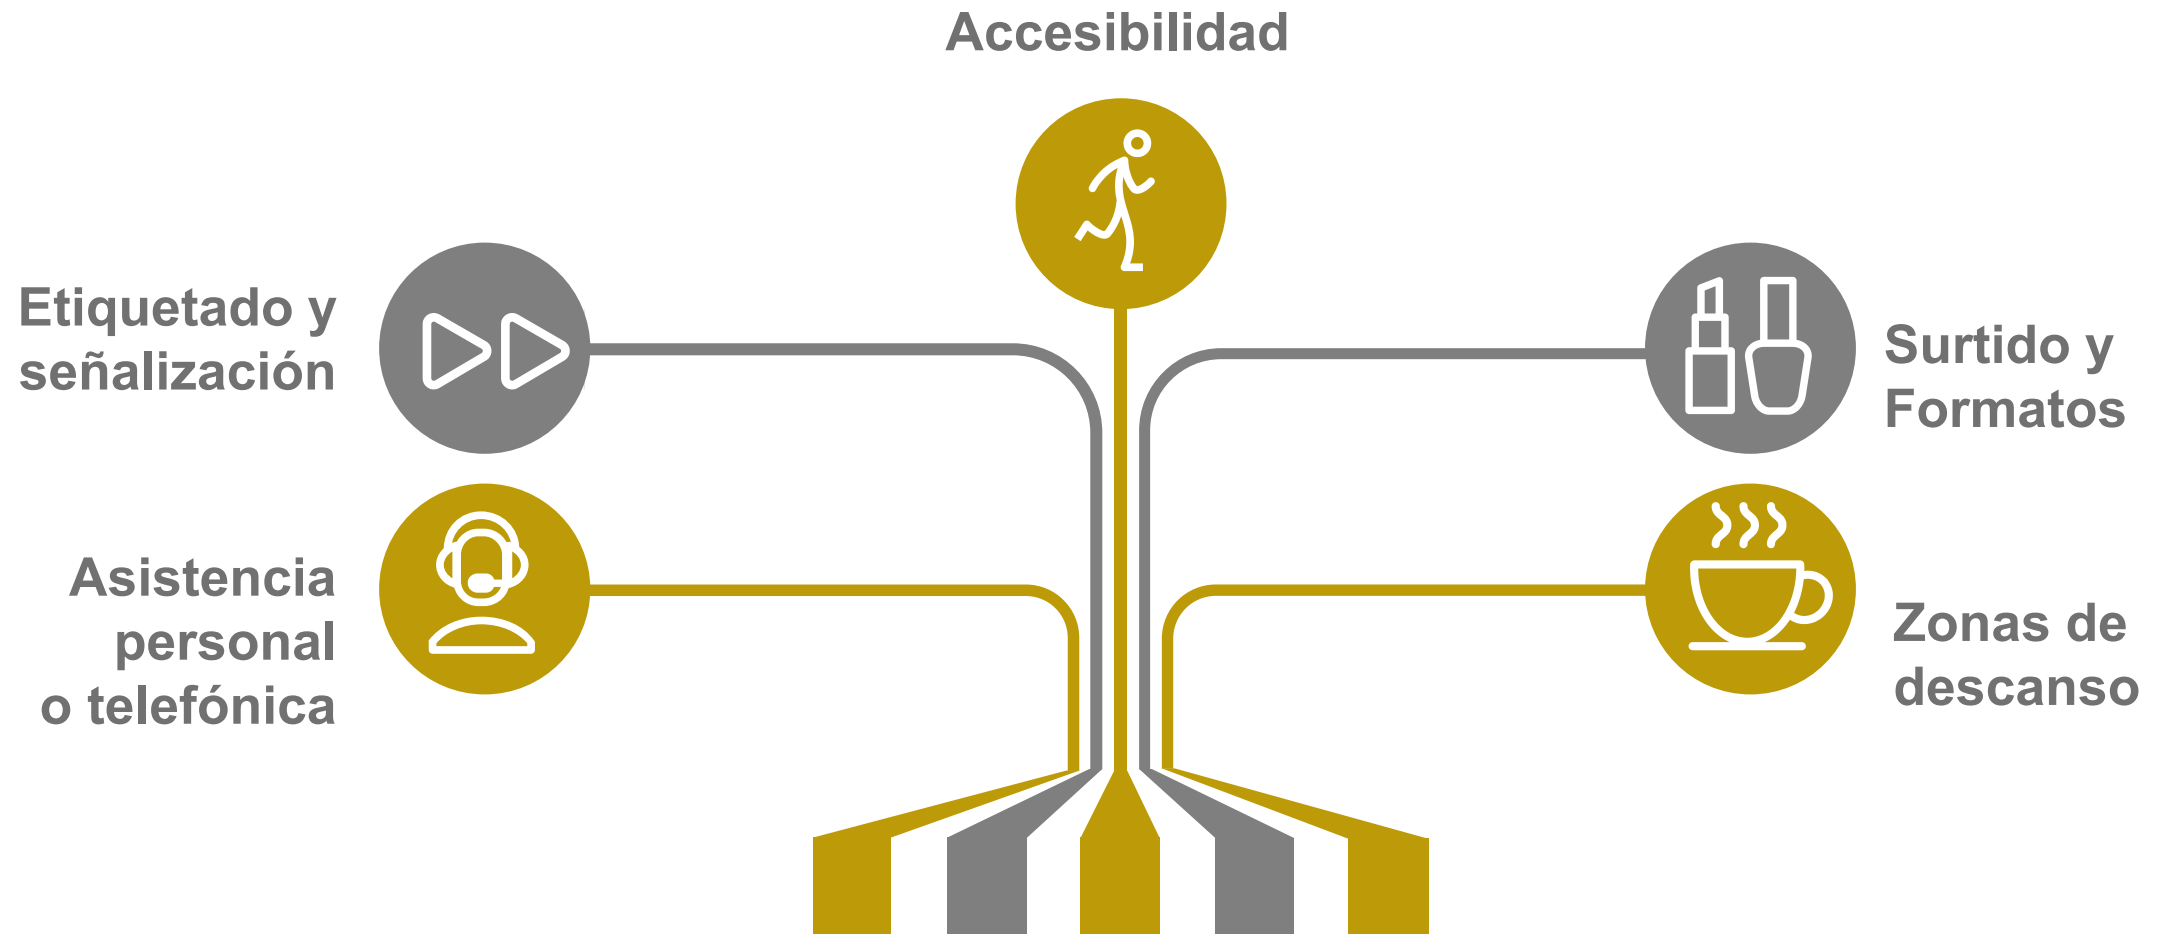 Accesibilidad
Etiquetado y
señalización
Surtido y
Formatos
Asistencia
personal
o telefónica
Zonas de
descanso